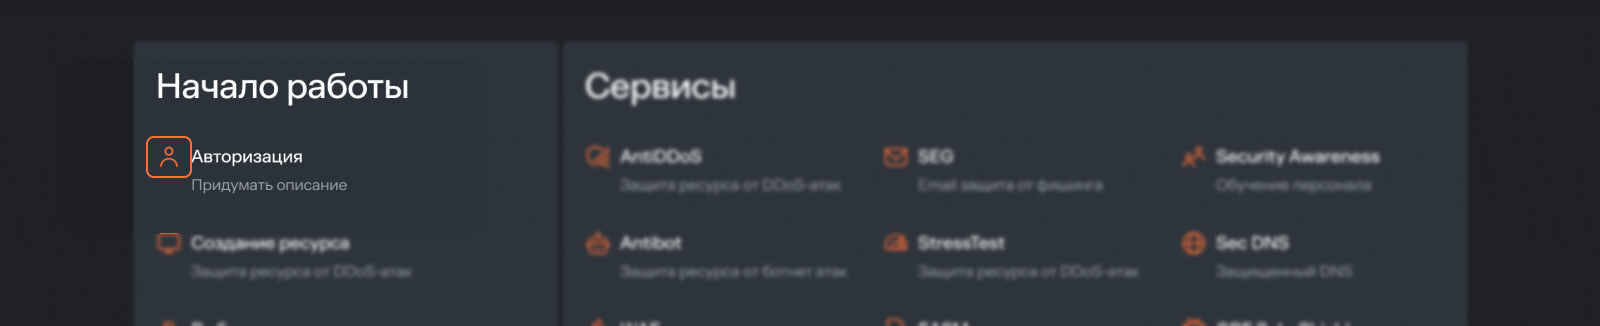 Начало работы
Авторизация
Придумать описание
Создание ресурса
Защита ресурса от DDoS-атак
Сервисы
AntiDDoS
Защита ресурса от DDoS-атак
SEG
Email защита от фишинга
Security Awareness
Обучение персонала
Antibot
Защита ресурса от ботнет атак
StressTest
Защита ресурса от DDoS-атак
Sec DNS
Защищенный DNS